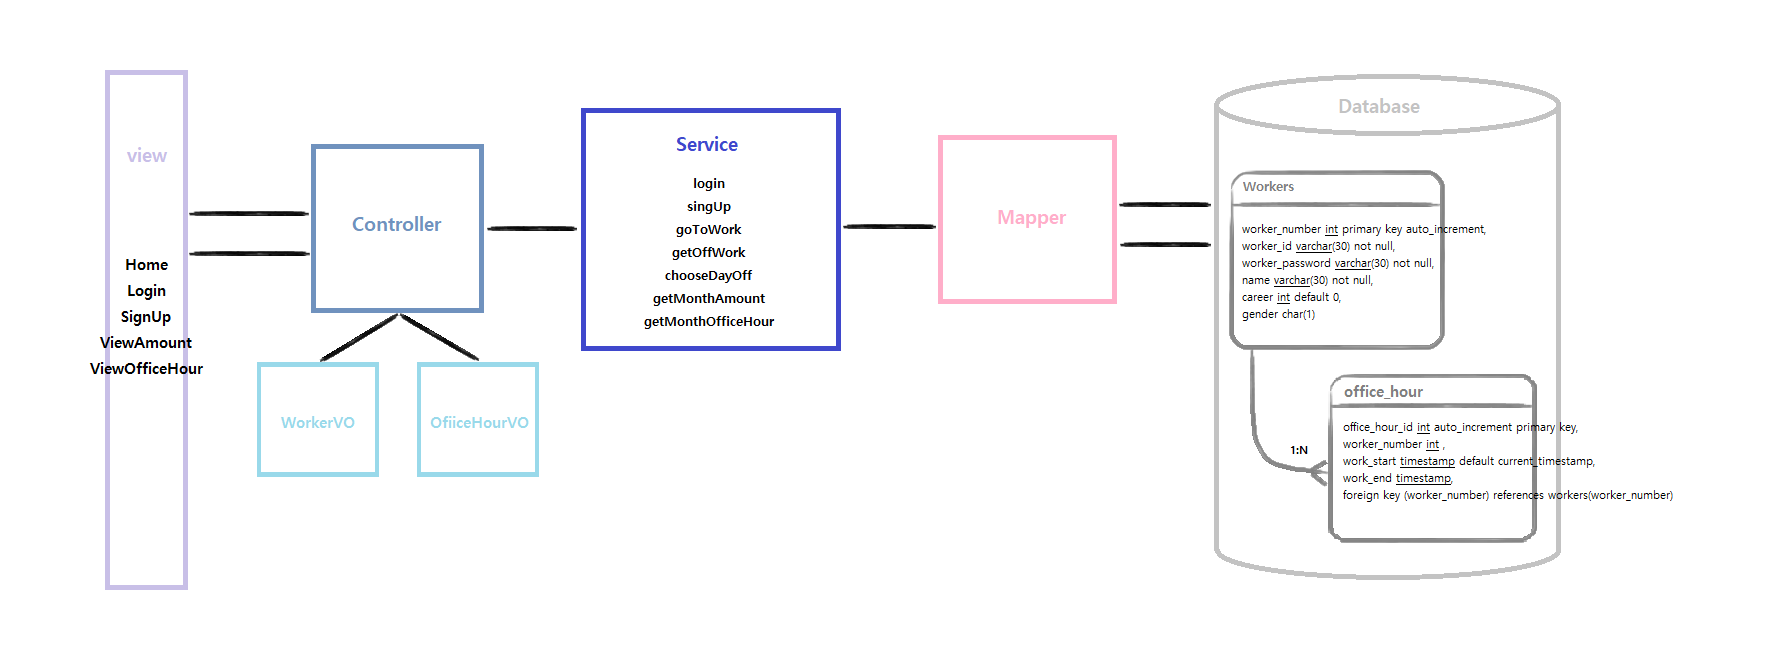 view
Home
Login
SignUp
ViewAmount
ViewOfficeHour
Controller
WorkerVO
OfiiceHourVO
Service
login
singUp
goToWork
getOffWork
chooseDayOff
getMonthAmount
getMonthOfficeHour
Mapper
Database
Workers
worker_number int primary key auto_increment,
worker_id varchar(30) not null,
worker_password varchar(30) not null,
name varchar(30) not null,
career int default 0,
gender char(1)
1:N
office_hour
office_hour_id int auto_increment primary key,
worker_number int ,
work_start timestamp default current_timestamp,
work_end timestamp,
foreign key (worker_number) references workers(worker_number)